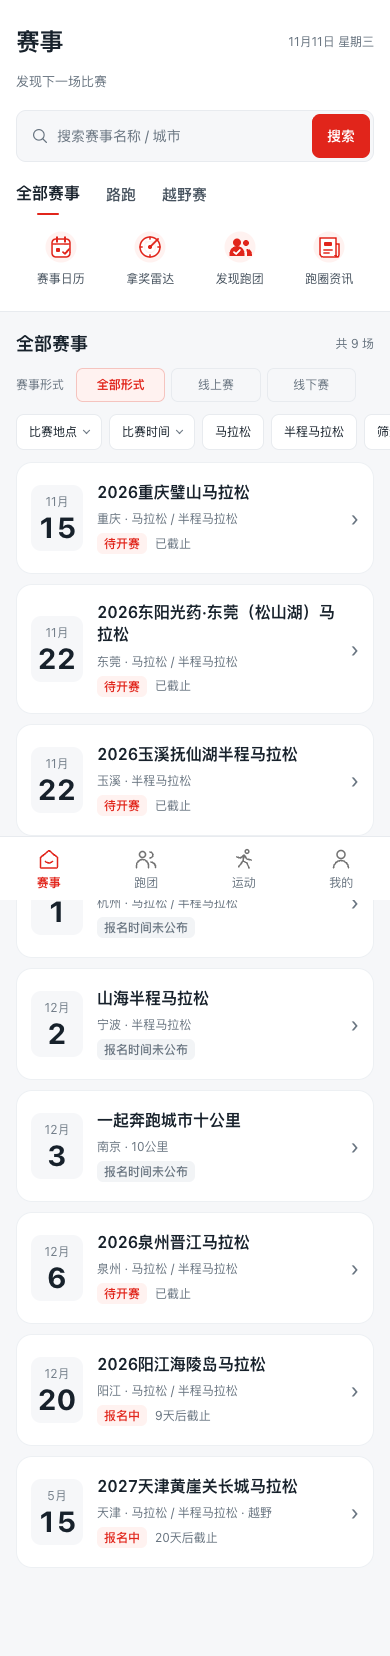 赛事
11月11日 星期三
发现下一场比赛
搜索赛事名称 / 城市
搜索
全部赛事 路跑 越野赛
赛事日历 拿奖雷达 发现跑团 跑圈资讯
全部赛事
共 9 场
赛事形式 全部形式 线上赛 线下赛
比赛地点 比赛时间 马拉松 半程马拉松 筛
11月
15
2026重庆璧山马拉松
重庆 · 马拉松 / 半程马拉松
待开赛 已截止
11月
22
2026东阳光药·东莞（松山湖）马
拉松
东莞 · 马拉松 / 半程马拉松
待开赛 已截止
11月
22
2026玉溪抚仙湖半程马拉松
玉溪 · 半程马拉松
待开赛 已截止
赛事 跑团 运动 我的
1
杭州 · 马拉松 / 半程马拉松
报名时间未公布
12月
2
山海半程马拉松
宁波 · 半程马拉松
报名时间未公布
12月
3
一起奔跑城市十公里
南京 · 10公里
报名时间未公布
12月
6
2026泉州晋江马拉松
泉州 · 马拉松 / 半程马拉松
待开赛 已截止
12月
20
2026阳江海陵岛马拉松
阳江 · 马拉松 / 半程马拉松
报名中 9天后截止
5月
15
2027天津黄崖关长城马拉松
天津 · 马拉松 / 半程马拉松 · 越野
报名中 20天后截止